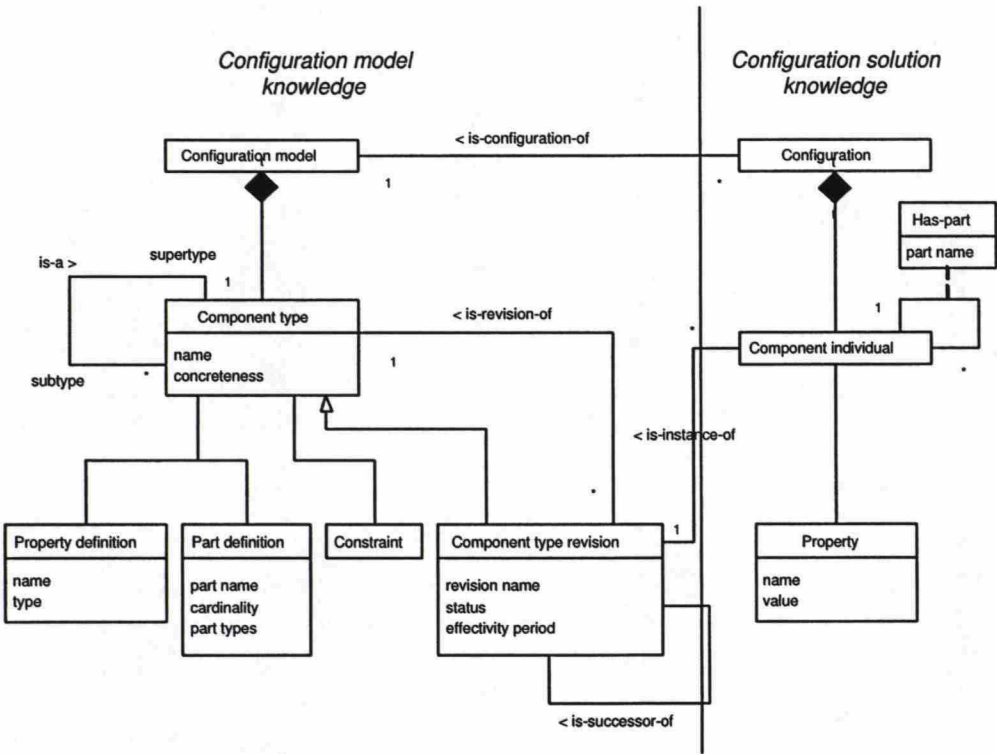 Configuration model
knowledge
Configuration solution
knowledge
< is-configuration-of
Configuration model
Configuration
1
*
Has-part
part name
is-a >
supertype
1
1
Component type
< is-revision-of
name
concreteness
1
*
Component individual
subtype
*
*
< is-instance-of
*
1
Property definition
Part definition
Constraint
Component type revision
Property
name
type
part name
cardinality
part types
revision name
status
effectivity period
name
value
< is-successor-of